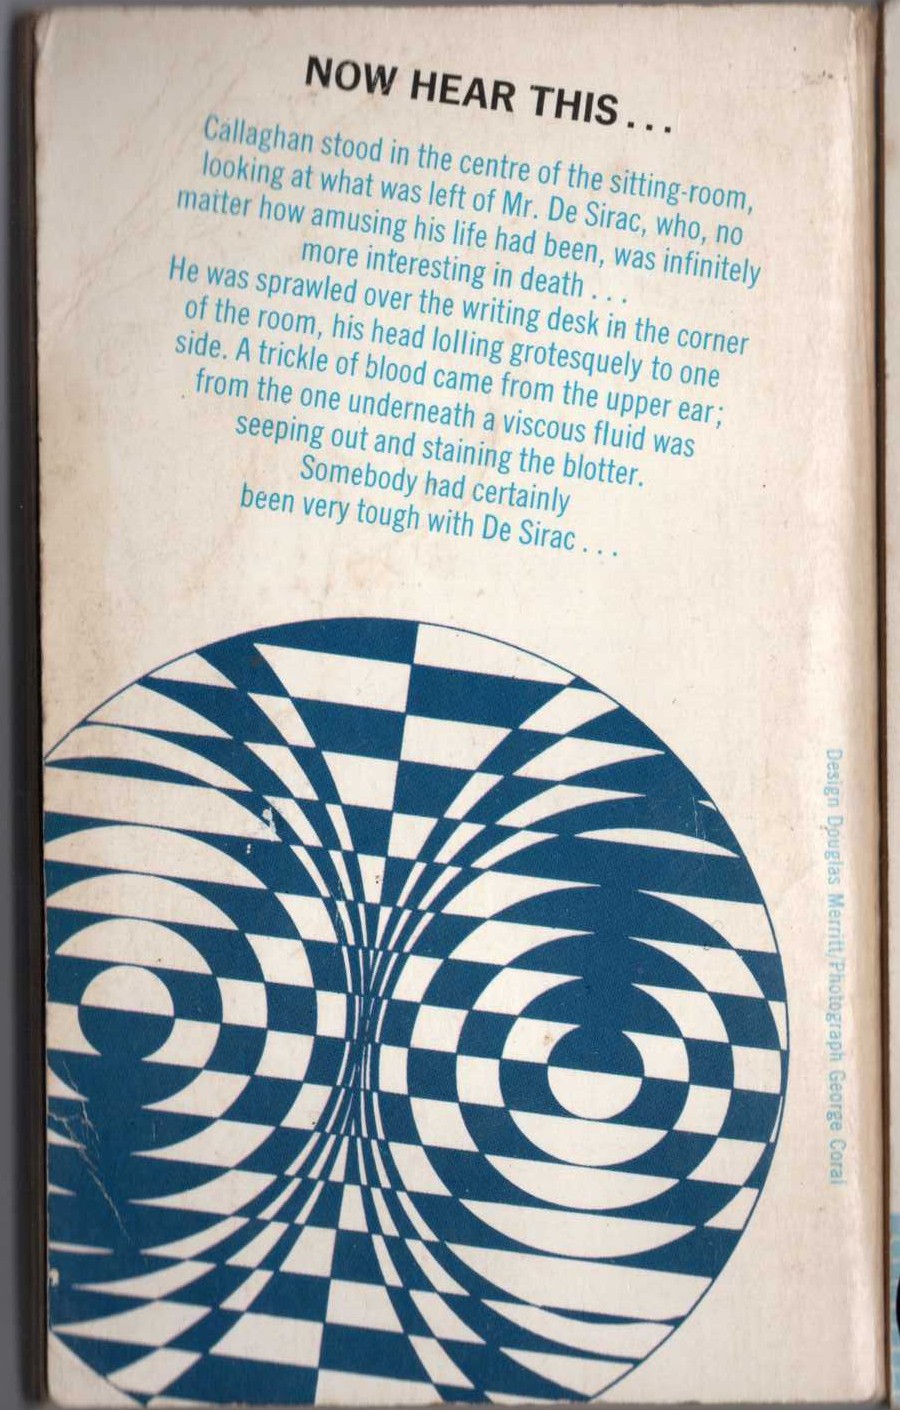 NOW HEAR THIS...
Callaghan stood in the centre of the sitting-room,
looking at what was left of Mr. De Sirac, who, no
matter how amusing his life had been, was infinitely
more interesting in death...
He was sprawled over the writing desk in the corner
of the room, his head lolling grotesquely to one
side. A trickle of blood came from the upper ear;
from the one underneath a viscous fluid was
seeping out and staining the blotter.
Somebody had certainly
been very tough with De Sirac...
Design Douglas Merritt/Photograph George Coral